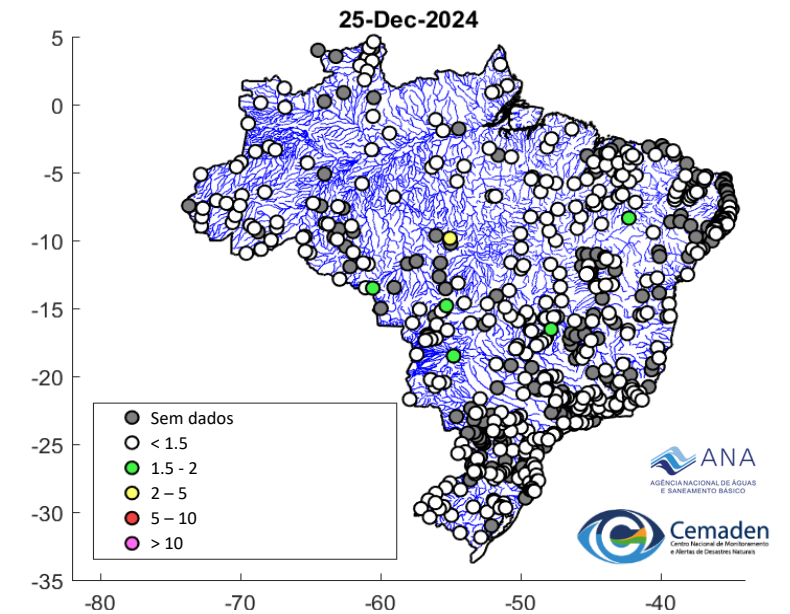 25-Dec-2024
5
0
-5
-10
-15
-20
-25
-30
-35
-80
-70
-60
-50
-40
Sem dados
< 1.5
1.5 - 2
2 – 5
5 – 10
> 10
ANA
AGÊNCIA NACIONAL DE ÁGUAS
E SANEAMENTO BÁSICO
Cemaden
Centro Nacional de Monitoramento
e Alertas de Desastres Naturais